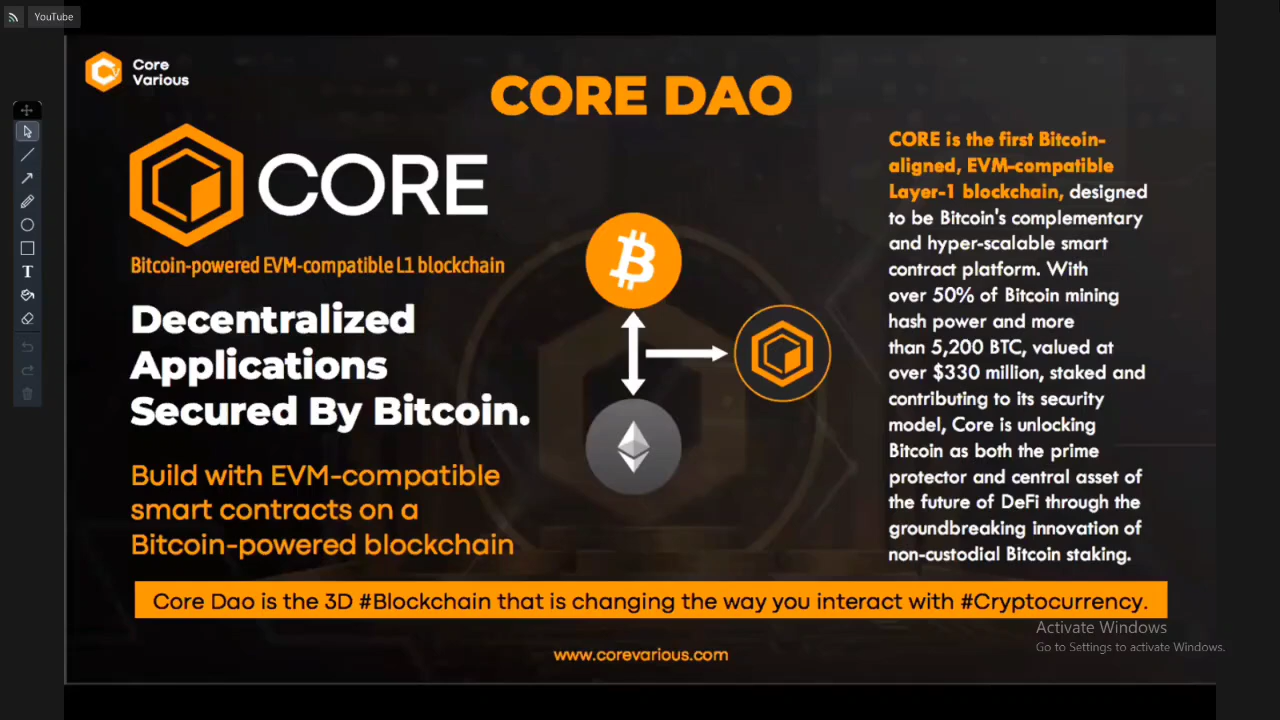 YouTube
Core
Various
CORE DAO
CORE
Bitcoin-powered EVM-compatible L1 blockchain
Decentralized
Applications
Secured By Bitcoin.
Build with EVM-compatible
smart contracts on a
Bitcoin-powered blockchain
CORE is the first Bitcoin-
aligned, EVM-compatible
Layer-1 blockchain, designed
to be Bitcoin's complementary
and hyper-scalable smart
contract platform. With
over 50% of Bitcoin mining
hash power and more
than 5,200 BTC, valued at
over $330 million, staked and
contributing to its security
model, Core is unlocking
Bitcoin as both the prime
protector and central asset of
the future of DeFi through the
groundbreaking innovation of
non-custodial Bitcoin staking.
Core Dao is the 3D #Blockchain that is changing the way you interact with #Cryptocurrency.
Activate Windows
Go to Settings to activate Windows.
www.corevarious.com